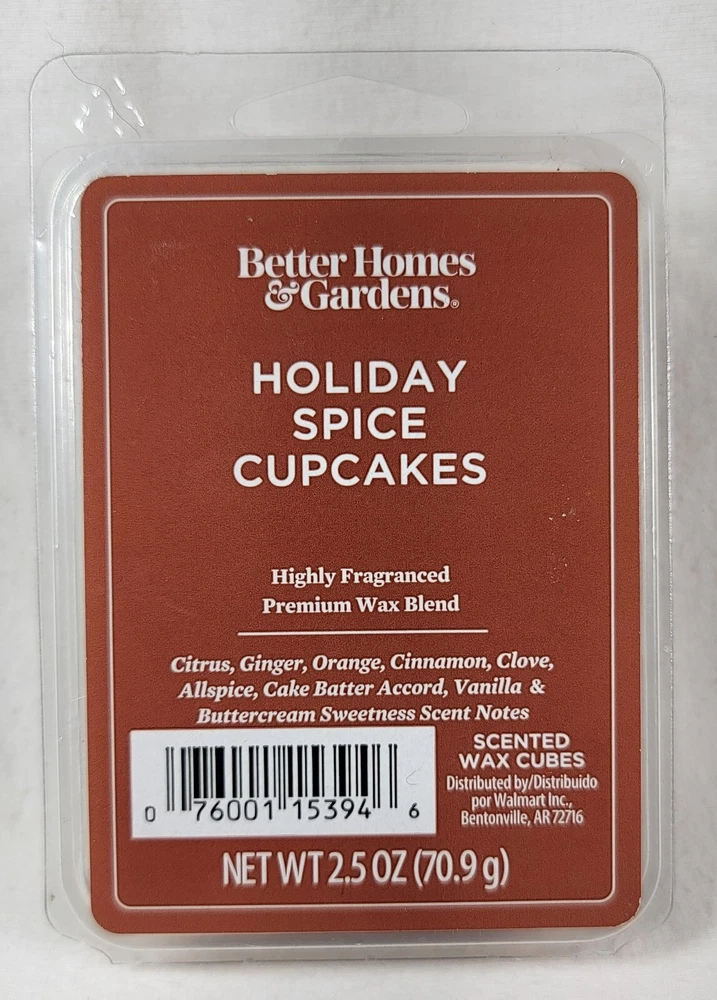 Better Homes
& Gardens®
HOLIDAY
SPICE
CUPCAKES
Highly Fragranced
Premium Wax Blend
Citrus, Ginger, Orange, Cinnamon, Clove,
Allspice, Cake Batter Accord, Vanilla &
Buttercream Sweetness Scent Notes
SCENTED
WAX CUBES
Distributed by/Distribuido
por Walmart Inc.,
Bentonville, AR 72716
0 76001 15394 6
NET WT 2.5 OZ (70.9 g)